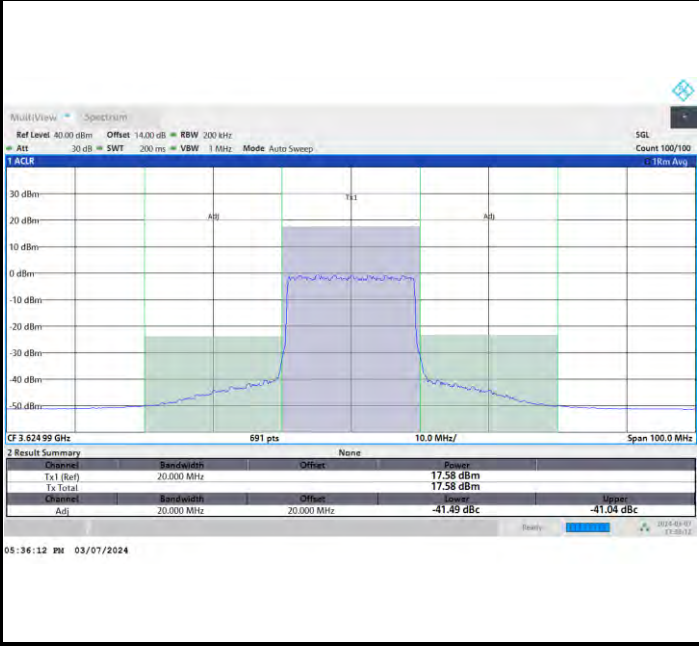 MultiView Spectrum
Ref Level 40.00 dBm Offset 14.00 dB RBW 200 kHz SGL
Att 30 dB SWT 200 ms VBW 1 MHz Mode Auto Sweep Count 100/100
1 ACLR 1Rm Avg
Tx1
30 dBm
Adj Adj
20 dBm
10 dBm
0 dBm
-10 dBm
-20 dBm
-30 dBm
-40 dBm
-50 dBm
CF 3.62499 GHz 691 pts 10.0 MHz/ Span 100.0 MHz
2 Result Summary None
Channel Bandwidth Offset Power
Tx1 (Ref) 20.000 MHz 17.58 dBm
Tx Total 17.58 dBm
Channel Bandwidth Offset Lower Upper
Adj 20.000 MHz 20.000 MHz -41.49 dBc -41.04 dBc
Ready
05:36:12 PM 03/07/2024